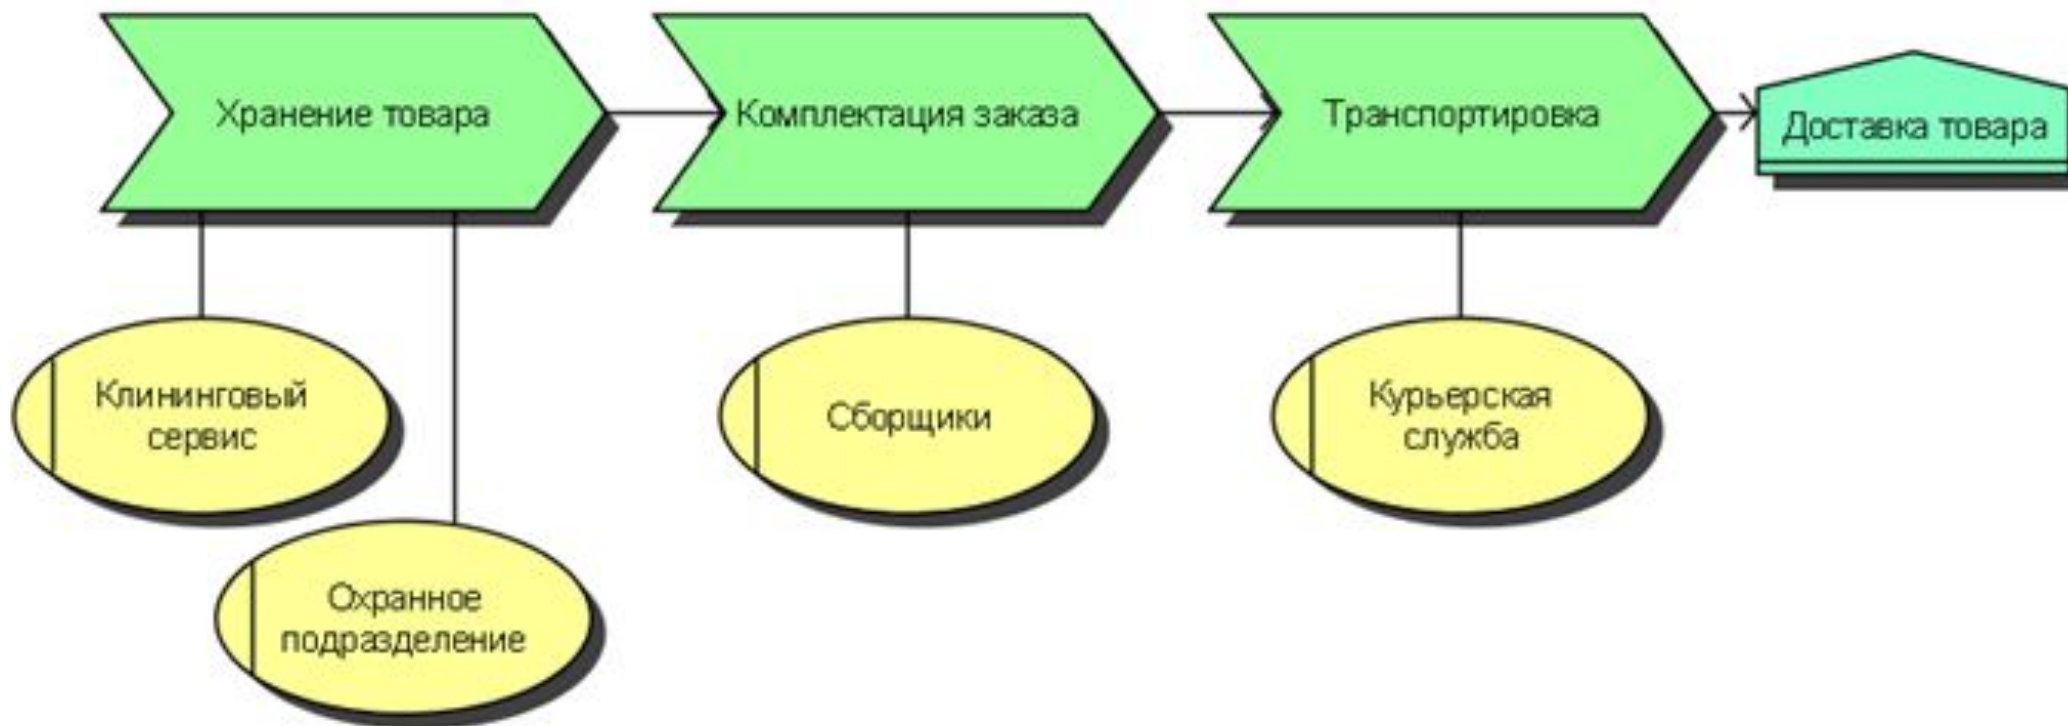 Хранение товара
Комплектация заказа
Транспортировка
Доставка товара
Клининговый
сервис
Сборщики
Курьерская
служба
Охранное
подразделение